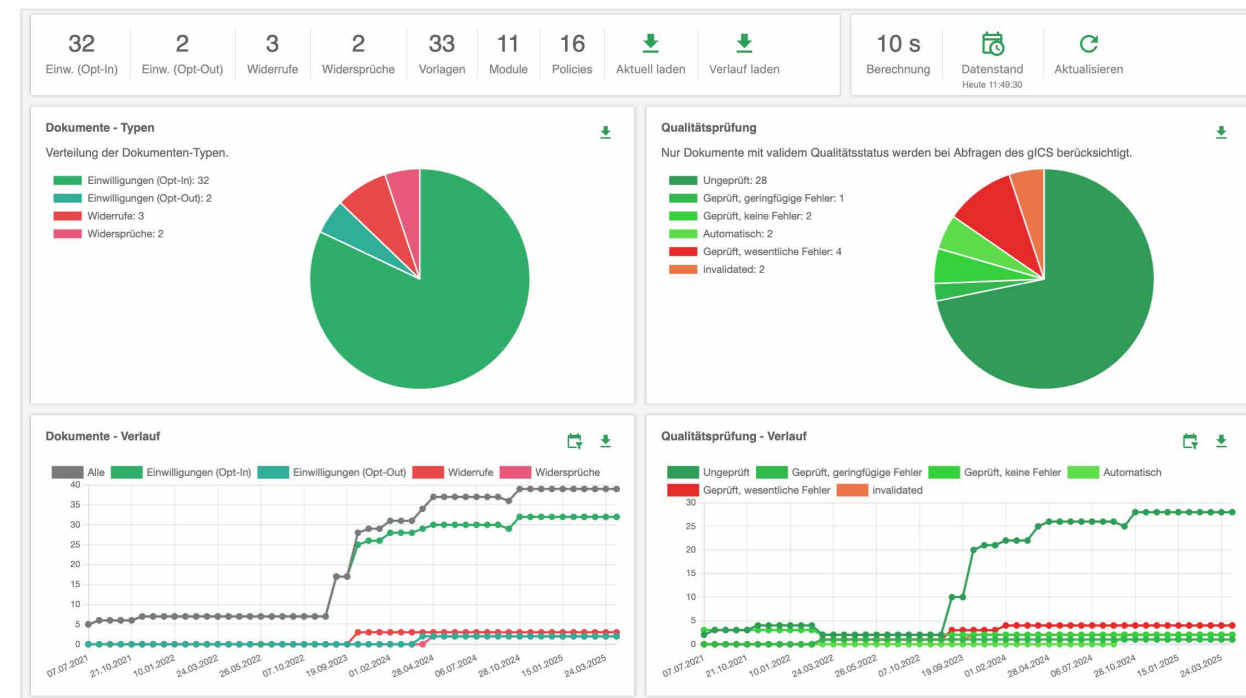 32 2 3 2 33 11 16
Einw. (Opt-In) Einw. (Opt-Out) Widerrufe Widersprüche Vorlagen Module Policies Aktuell laden Verlauf laden
10 s
Berechnung Datenstand Aktualisieren
Heute 11:49:30
Dokumente - Typen
Verteilung der Dokumenten-Typen.
Einwilligungen (Opt-In): 32
Einwilligungen (Opt-Out): 2
Widerrufe: 3
Widersprüche: 2
Qualitätsprüfung
Nur Dokumente mit validem Qualitätsstatus werden bei Abfragen des gICS berücksichtigt.
Ungeprüft: 28
Geprüft, geringfügige Fehler: 1
Geprüft, keine Fehler: 2
Automatisch: 2
Geprüft, wesentliche Fehler: 4
invalidated: 2
Dokumente - Verlauf
Alle Einwilligungen (Opt-In) Einwilligungen (Opt-Out) Widerrufe Widersprüche
40
35
30
25
20
15
10
5
0
07.07.2021 21.10.2021 10.01.2022 24.03.2022 26.05.2022 07.10.2022 19.09.2023 01.02.2024 28.04.2024 06.07.2024 28.10.2024 15.01.2025 24.03.2025
Qualitätsprüfung - Verlauf
Ungeprüft Geprüft, geringfügige Fehler Geprüft, keine Fehler Automatisch
Geprüft, wesentliche Fehler invalidated
30
25
20
15
10
5
0
07.07.2021 21.10.2021 10.01.2022 24.03.2022 26.05.2022 07.10.2022 19.09.2023 01.02.2024 28.04.2024 06.07.2024 28.10.2024 15.01.2025 24.03.2025